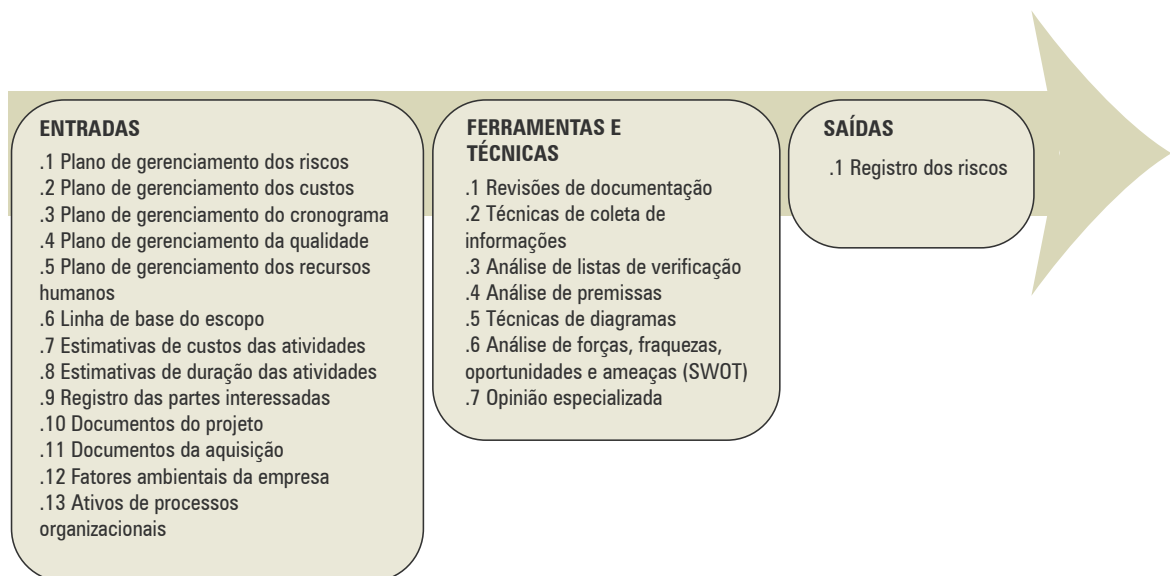 ENTRADAS
.1 Plano de gerenciamento dos riscos
.2 Plano de gerenciamento dos custos
.3 Plano de gerenciamento do cronograma
.4 Plano de gerenciamento da qualidade
.5 Plano de gerenciamento dos recursos
humanos
.6 Linha de base do escopo
.7 Estimativas de custos das atividades
.8 Estimativas de duração das atividades
.9 Registro das partes interessadas
.10 Documentos do projeto
.11 Documentos da aquisição
.12 Fatores ambientais da empresa
.13 Ativos de processos
organizacionais
FERRAMENTAS E
TÉCNICAS
.1 Revisões de documentação
.2 Técnicas de coleta de
informações
.3 Análise de listas de verificação
.4 Análise de premissas
.5 Técnicas de diagramas
.6 Análise de forças, fraquezas,
oportunidades e ameaças (SWOT)
.7 Opinião especializada
SAÍDAS
.1 Registro dos riscos